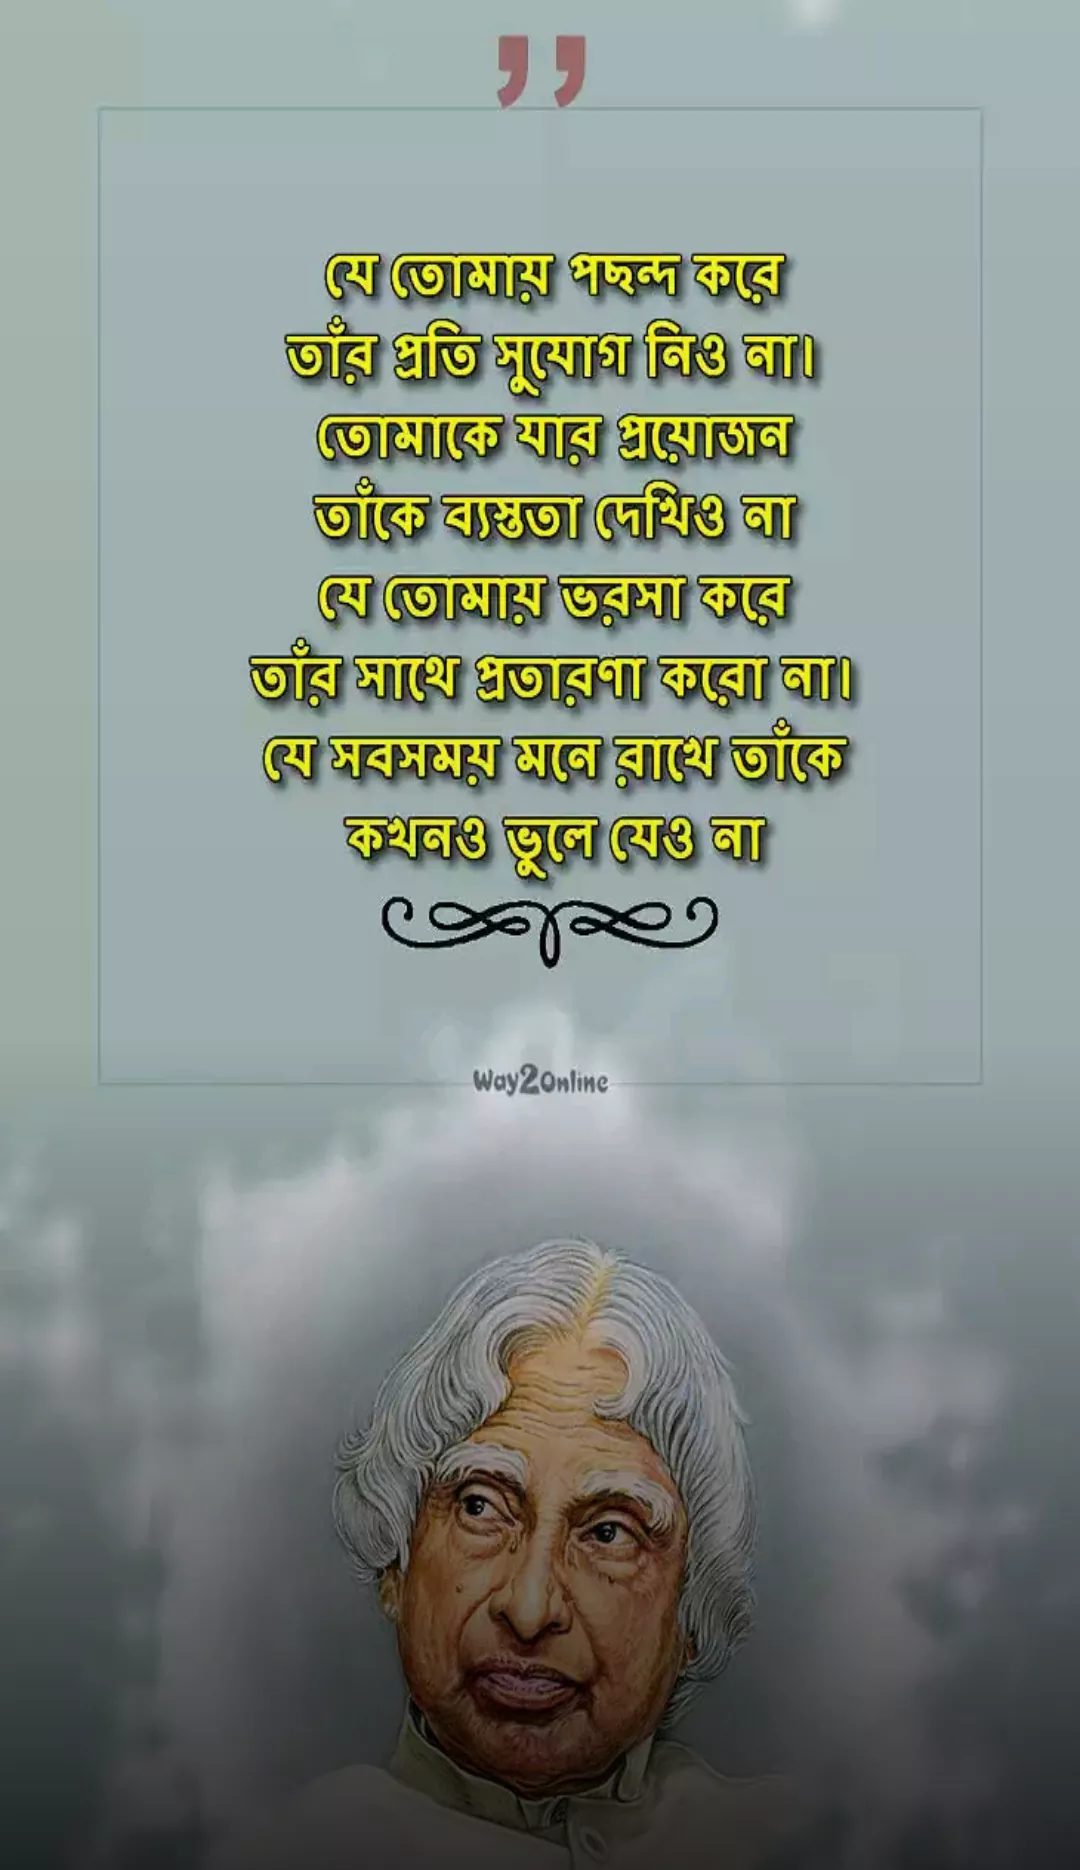 যে তোমায় পছন্দ করে
তাঁর প্রতি সুযোগ নিও না।
তোমাকে যার প্রয়োজন
তাঁকে ব্যস্ততা দেখিও না
যে তোমায় ভরসা করে
তাঁর সাথে প্রতারণা করো না।
যে সবসময় মনে রাখে তাঁকে
কখনও ভুলে যেও না
Way2Online